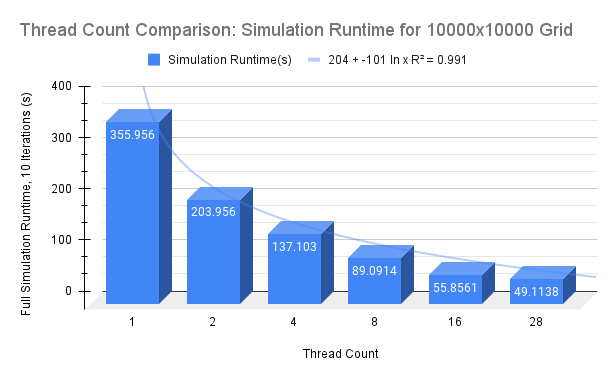 Thread Count Comparison: Simulation Runtime for 10000x10000 Grid
Simulation Runtime(s) 204 + -101 ln x R² = 0.991
Full Simulation Runtime, 10 Iterations (s)
400
300
200
100
0
355.956
203.956
137.103
89.0914
55.8561
49.1138
1 2 4 8 16 28
Thread Count